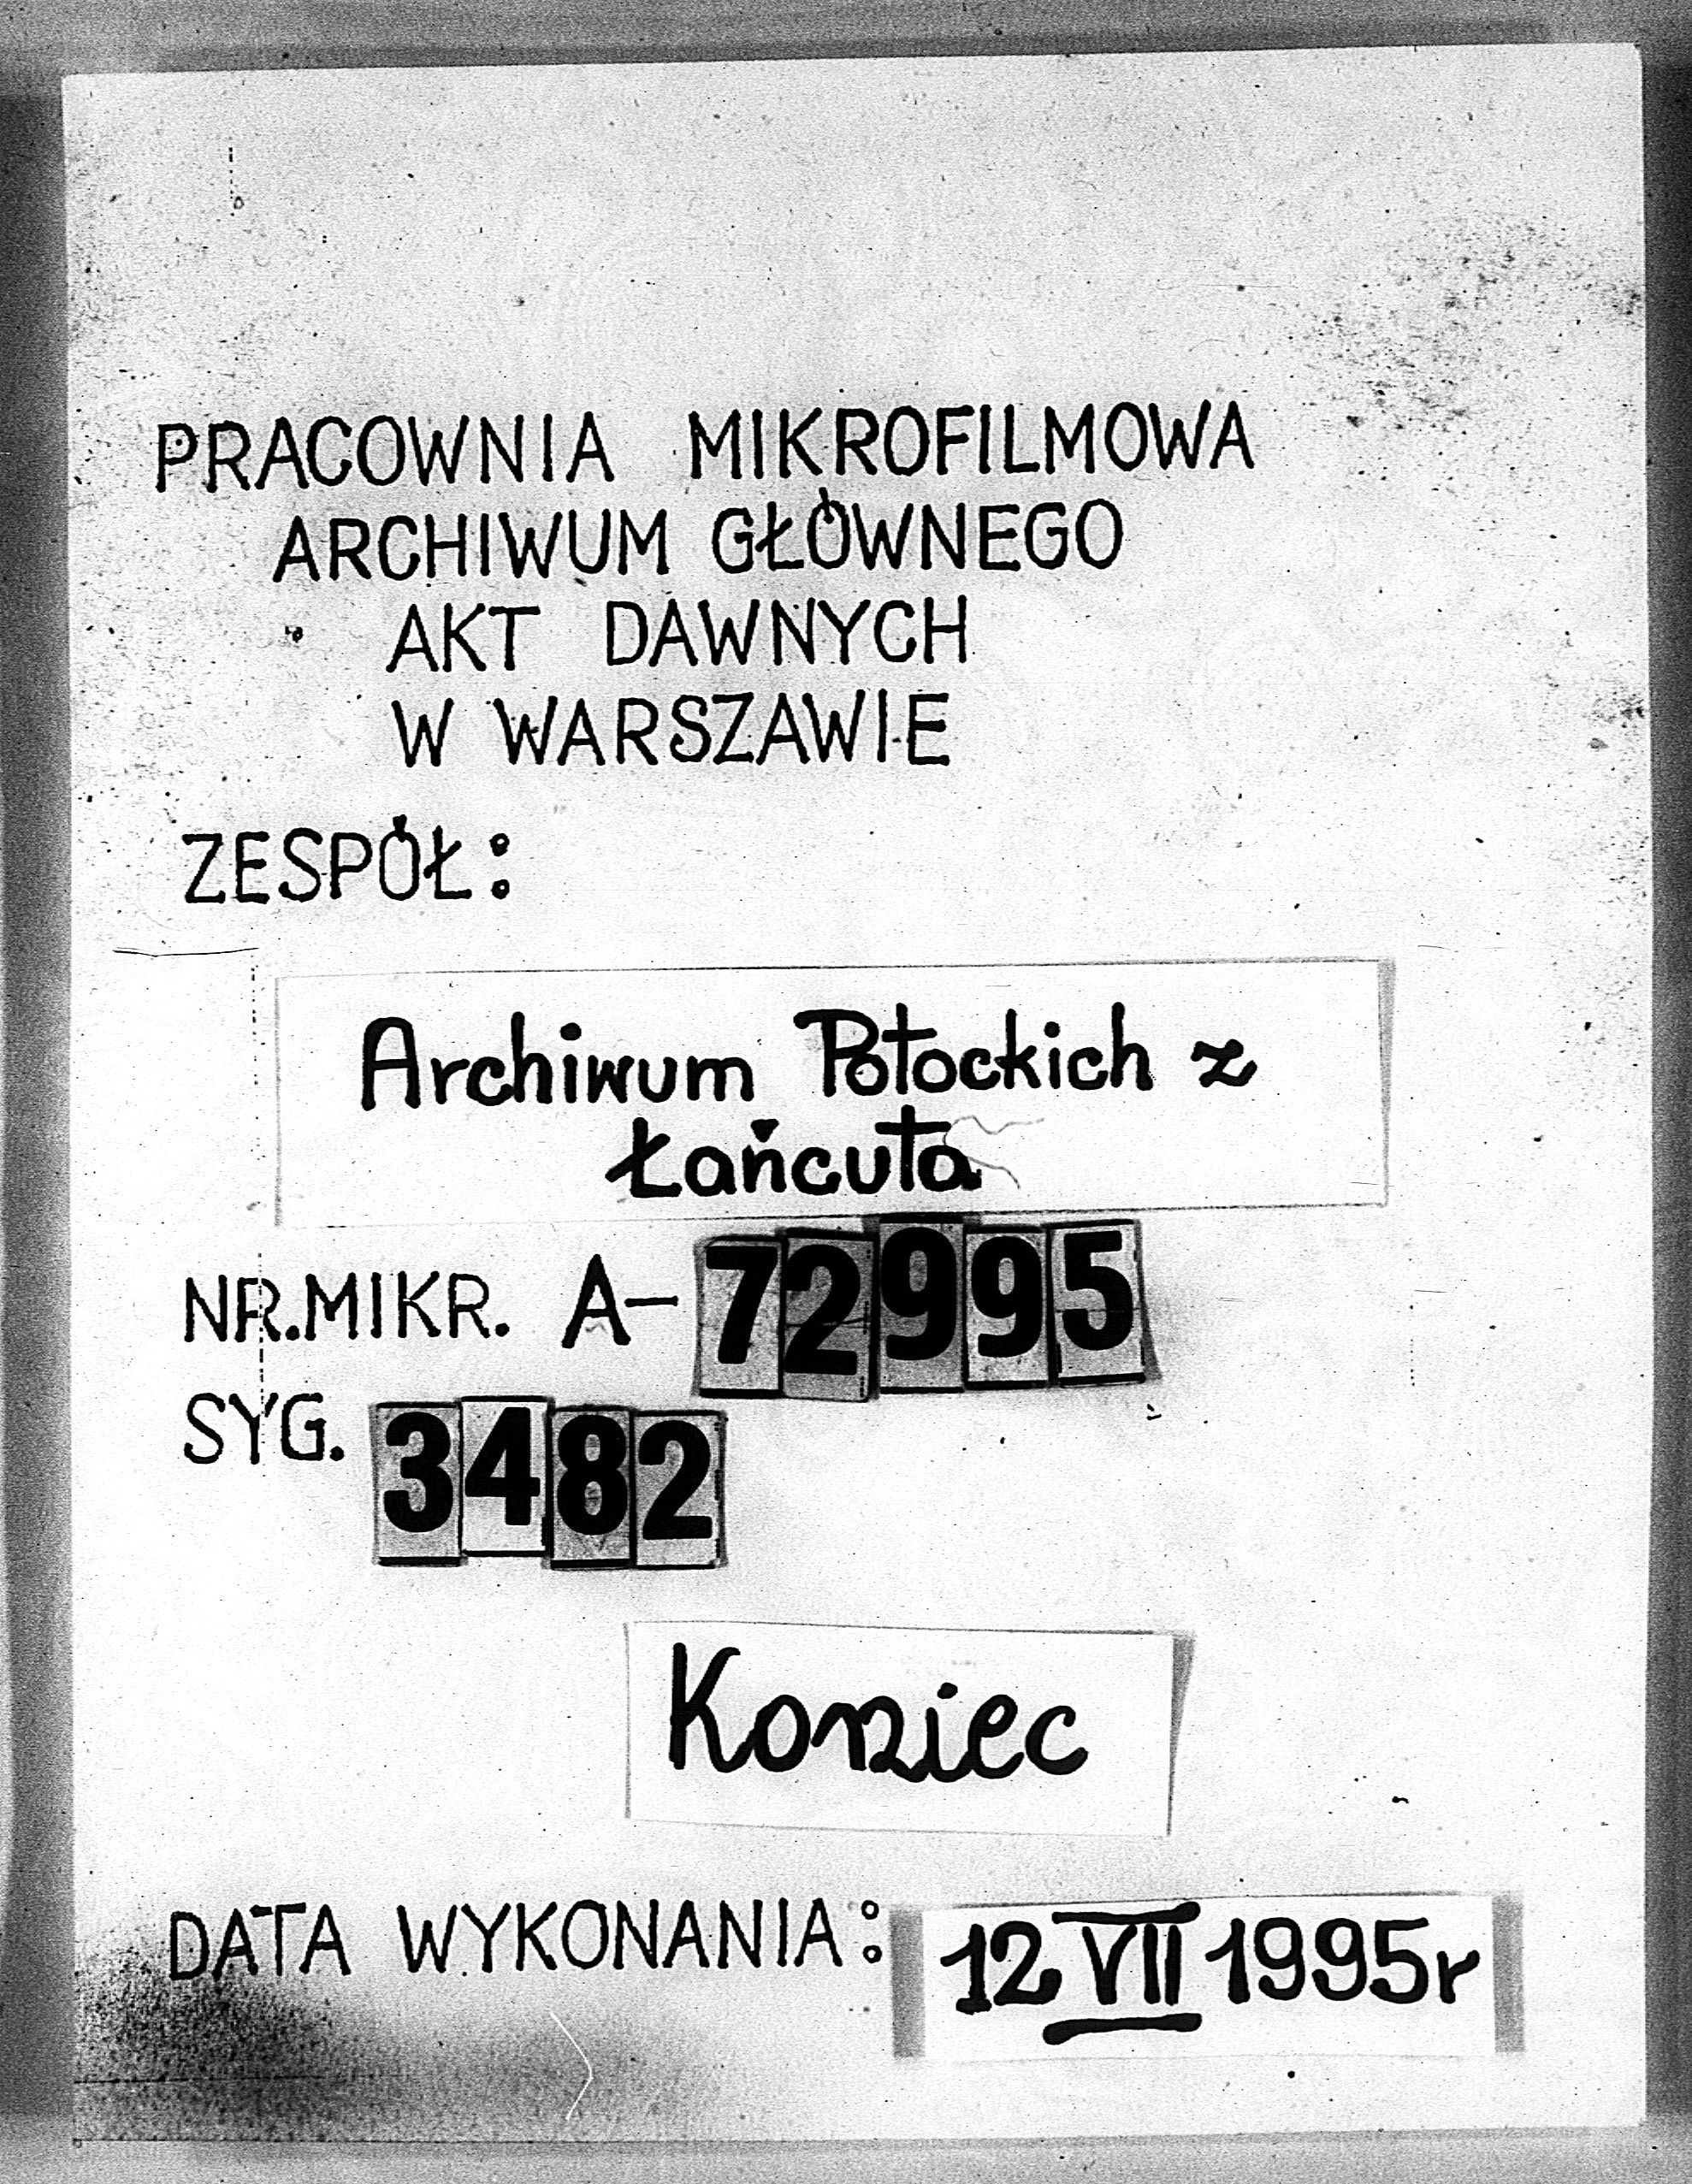 PRACOWNIA MIKROFILMOWA
ARCHIWUM GŁÓWNEGO
AKT DAWNYCH
W WARSZAWIE
ZESPÓŁ:
Archiwum Potockich z
Łańcuta
NR.MIKR. A-72995
SYG. 3482
Koniec
DATA WYKONANIA: 12 VII 1995r